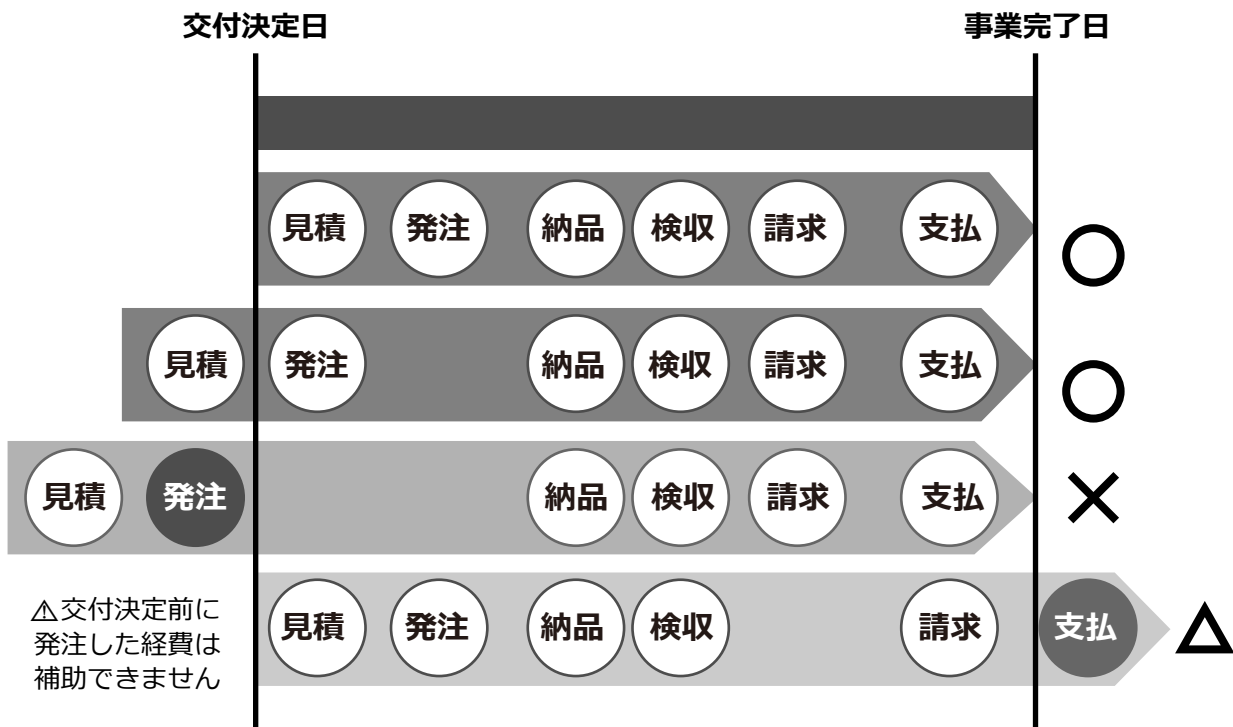 交付決定日
事業完了日
見積 発注 納品 検収 請求 支払 ○
見積 発注 納品 検収 請求 支払 ○
見積 発注 納品 検収 請求 支払 ×
見積 発注 納品 検収 請求 支払 △
⚠交付決定前に
発注した経費は
補助できません